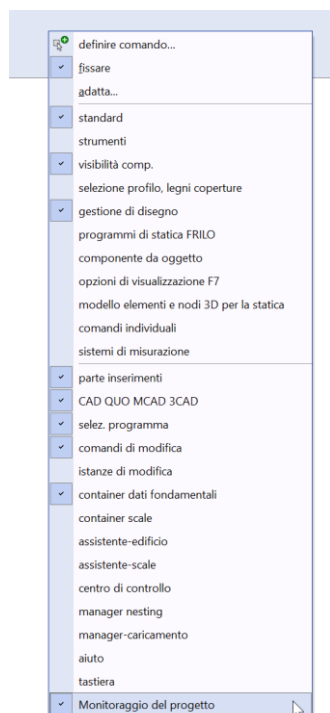 definire comando...
fissare
adatta...
standard
strumenti
visibilità comp.
selezione profilo, legni coperture
gestione di disegno
programmi di statica FRILO
componente da oggetto
opzioni di visualizzazione F7
modello elementi e nodi 3D per la statica
comandi individuali
sistemi di misurazione
parte inserimenti
CAD QUO MCAD 3CAD
selez. programma
comandi di modifica
istanze di modifica
container dati fondamentali
container scale
assistente-edificio
assistente-scale
centro di controllo
manager nesting
manager-caricamento
aiuto
tastiera
Monitoraggio del progetto